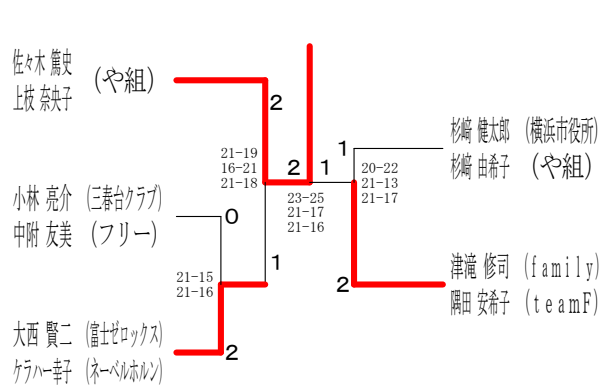 佐々木 篤史
上枝 奈央子
(や組)
2
21-19
16-21
21-18
2
1
23-25
21-17
21-16
1
20-22
21-13
21-17
2
杉﨑 健太郎 (横浜市役所)
杉﨑 由希子 (や組)
小林 亮介 (三春台クラブ)
中附 友美 (フリー)
0
1
21-15
21-16
2
津滝 修司 (family)
隅田 安希子 (teamF)
大西 賢二 (富士ゼロックス)
ケラハー幸子 (ネーベルホルン)